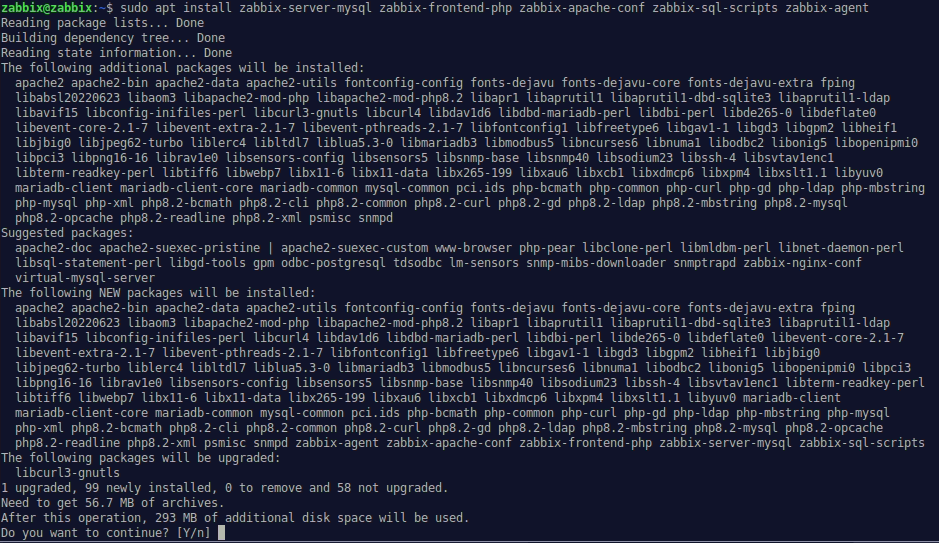 zabbix@zabbix:~$ sudo apt install zabbix-server-mysql zabbix-frontend-php zabbix-apache-conf zabbix-sql-scripts zabbix-agent
Reading package lists... Done
Building dependency tree... Done
Reading state information... Done
The following additional packages will be installed:
apache2 apache2-bin apache2-data apache2-utils fontconfig-config fonts-dejavu fonts-dejavu-core fonts-dejavu-extra fping
libabsl20220623 libaom3 libapache2-mod-php libapache2-mod-php8.2 libapr1 libaprutil1 libaprutil1-dbd-sqlite3 libaprutil1-ldap
libavif15 libconfig-inifiles-perl libcurl3-gnutls libcurl4 libdav1d6 libdbd-mariadb-perl libdbi-perl libde265-0 libdeflate0
libevent-core-2.1-7 libevent-extra-2.1-7 libevent-pthreads-2.1-7 libfontconfig1 libfreetype6 libgav1-1 libgd3 libgpm2 libheif1
libjbig0 libjpeg62-turbo liblerc4 libltdl7 liblua5.3-0 libmariadb3 libmodbus5 libncurses6 libnuma1 libodbc2 libonig5 libopenipmi0
libpci3 libpng16-16 librav1e0 libsensors-config libsensors5 libsnmp-base libsnmp40 libsodium23 libssh-4 libsvtav1enc1
libterm-readkey-perl libtiff6 libwebp7 libx11-6 libx11-data libx265-199 libxau6 libxcb1 libxdmcp6 libxpm4 libxslt1.1 libyuv0
mariadb-client mariadb-client-core mariadb-common mysql-common pci.ids php-bcmath php-common php-curl php-gd php-ldap php-mbstring
php-mysql php-xml php8.2-bcmath php8.2-cli php8.2-common php8.2-curl php8.2-gd php8.2-ldap php8.2-mbstring php8.2-mysql
php8.2-opcache php8.2-readline php8.2-xml psmisc snmpd
Suggested packages:
apache2-doc apache2-suexec-pristine | apache2-suexec-custom www-browser php-pear libclone-perl libmldbm-perl libnet-daemon-perl
libsql-statement-perl libgd-tools gpm odbc-postgresql tdsodbc lm-sensors snmp-mibs-downloader snmptrapd zabbix-nginx-conf
virtual-mysql-server
The following NEW packages will be installed:
apache2 apache2-bin apache2-data apache2-utils fontconfig-config fonts-dejavu fonts-dejavu-core fonts-dejavu-extra fping
libabsl20220623 libaom3 libapache2-mod-php libapache2-mod-php8.2 libapr1 libaprutil1 libaprutil1-dbd-sqlite3 libaprutil1-ldap
libavif15 libconfig-inifiles-perl libcurl4 libdav1d6 libdbd-mariadb-perl libdbi-perl libde265-0 libdeflate0 libevent-core-2.1-7
libevent-extra-2.1-7 libevent-pthreads-2.1-7 libfontconfig1 libfreetype6 libgav1-1 libgd3 libgpm2 libheif1 libjbig0
libjpeg62-turbo liblerc4 libltdl7 liblua5.3-0 libmariadb3 libmodbus5 libncurses6 libnuma1 libodbc2 libonig5 libopenipmi0 libpci3
libpng16-16 librav1e0 libsensors-config libsensors5 libsnmp-base libsnmp40 libsodium23 libssh-4 libsvtav1enc1 libterm-readkey-perl
libtiff6 libwebp7 libx11-6 libx11-data libx265-199 libxau6 libxcb1 libxdmcp6 libxpm4 libxslt1.1 libyuv0 mariadb-client
mariadb-client-core mariadb-common mysql-common pci.ids php-bcmath php-common php-curl php-gd php-ldap php-mbstring php-mysql
php-xml php8.2-bcmath php8.2-cli php8.2-common php8.2-curl php8.2-gd php8.2-ldap php8.2-mbstring php8.2-mysql php8.2-opcache
php8.2-readline php8.2-xml psmisc snmpd zabbix-agent zabbix-apache-conf zabbix-frontend-php zabbix-server-mysql zabbix-sql-scripts
The following packages will be upgraded:
libcurl3-gnutls
1 upgraded, 99 newly installed, 0 to remove and 58 not upgraded.
Need to get 56.7 MB of archives.
After this operation, 293 MB of additional disk space will be used.
Do you want to continue? [Y/n]